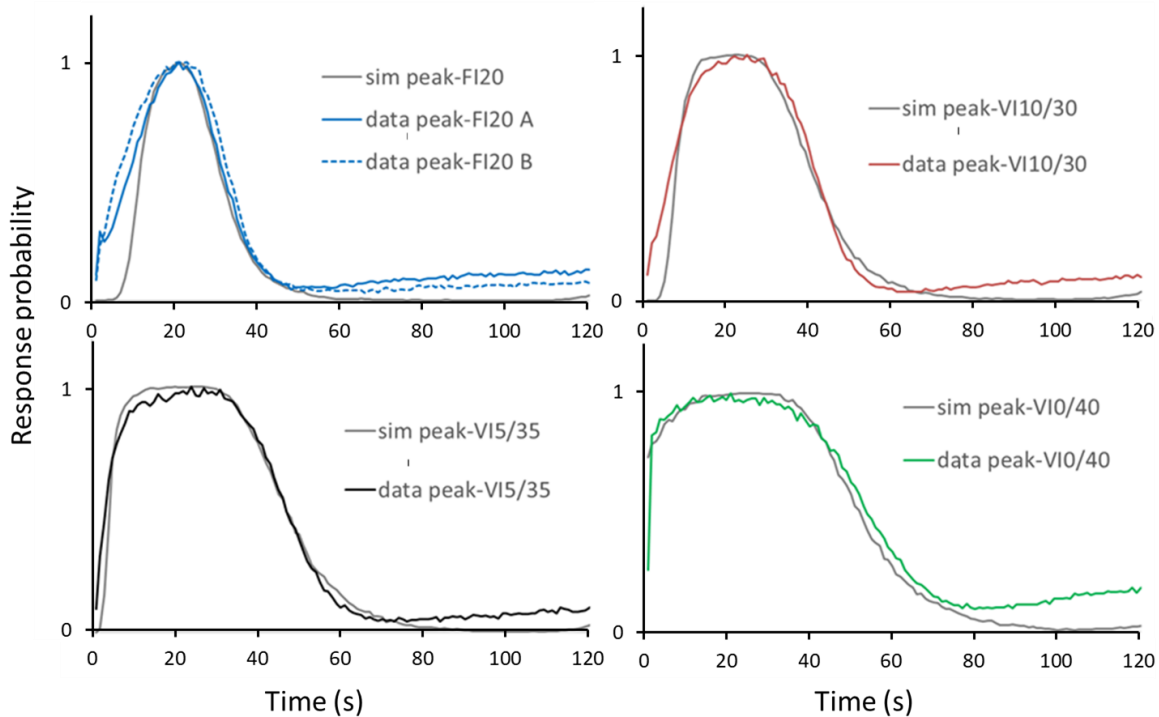 Response probability
1
sim peak-FI20
data peak-FI20 A
data peak-FI20 B
0
0 20 40 60 80 100 120
1
sim peak-VI10/30
data peak-VI10/30
0
0 20 40 60 80 100 120
1
sim peak-VI5/35
data peak-VI5/35
0
0 20 40 60 80 100 120
Time (s)
1
sim peak-VI0/40
data peak-VI0/40
0
0 20 40 60 80 100 120
Time (s)